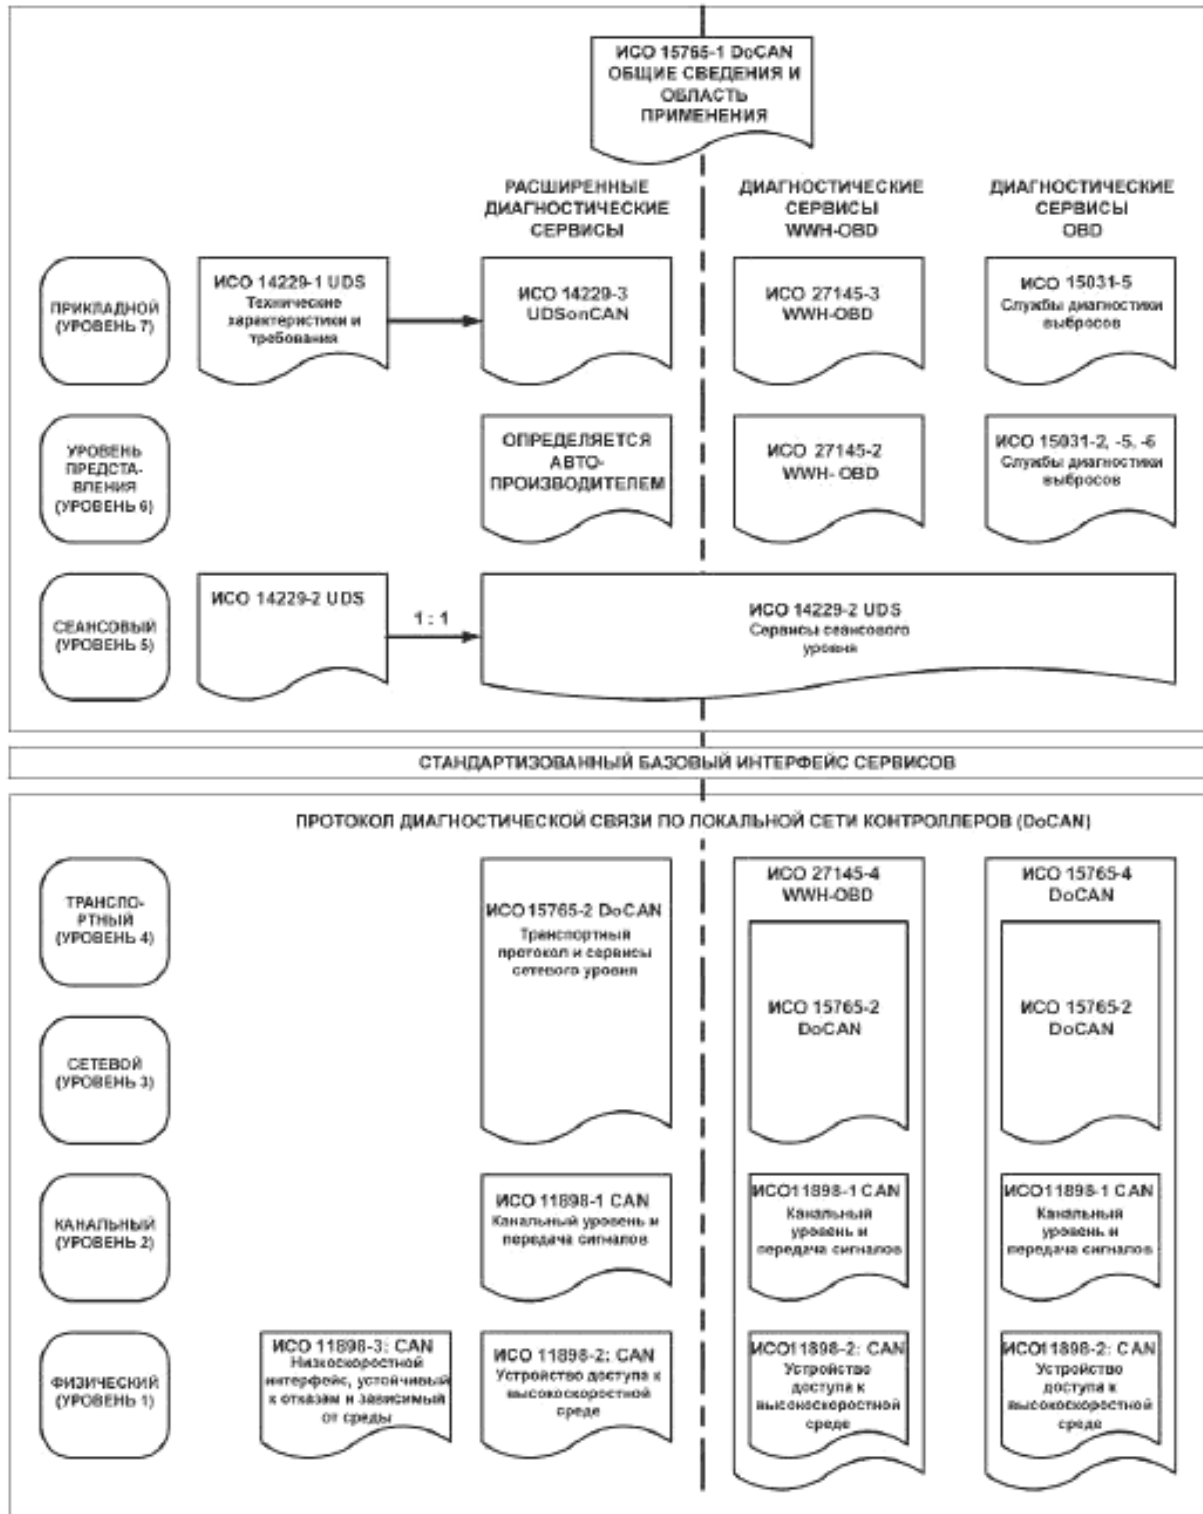 ИСО 15765-1 DoCAN
ОБЩИЕ СВЕДЕНИЯ И
ОБЛАСТЬ
ПРИМЕНЕНИЯ
РАСШИРЕННЫЕ
ДИАГНОСТИЧЕСКИЕ
СЕРВИСЫ
ДИАГНОСТИЧЕСКИЕ
СЕРВИСЫ
WWH-OBD
ДИАГНОСТИЧЕСКИЕ
СЕРВИСЫ
OBD
ПРИКЛАДНОЙ
(УРОВЕНЬ 7)
ИСО 14229-1 UDS
Технические
характеристики и
требования
ИСО 14229-3
UDSonCAN
ИСО 27145-3
WWH-OBD
ИСО 15031-5
Службы диагностики
выбросов
УРОВЕНЬ
ПРЕДСТА-
ВЛЕНИЯ
(УРОВЕНЬ 6)
ОПРЕДЕЛЯЕТСЯ
АВТО-
ПРОИЗВОДИТЕЛЕМ
ИСО 27145-2
WWH- OBD
ИСО 15031-2, -5, -6
Службы диагностики
выбросов
СЕАНСОВЫЙ
(УРОВЕНЬ 5)
ИСО 14229-2 UDS
1 : 1
ИСО 14229-2 UDS
Сервисы сеансового
уровня
СТАНДАРТИЗОВАННЫЙ БАЗОВЫЙ ИНТЕРФЕЙС СЕРВИСОВ
ПРОТОКОЛ ДИАГНОСТИЧЕСКОЙ СВЯЗИ ПО ЛОКАЛЬНОЙ СЕТИ КОНТРОЛЛЕРОВ (DoCAN)
ТРАНСПО-
РТНЫЙ
(УРОВЕНЬ 4)
ИСО 15765-2 DoCAN
Транспортный
протокол и сервисы
сетевого уровня
ИСО 27145-4
WWH-OBD
ИСО 15765-2
DoCAN
ИСО 15765-4
DoCAN
ИСО 15765-2
DoCAN
СЕТЕВОЙ
(УРОВЕНЬ 3)
КАНАЛЬНЫЙ
(УРОВЕНЬ 2)
ИСО 11898-1 CAN
Канальный уровень и
передача сигналов
ИСО11898-1 CAN
Канальный
уровень и
передача сигналов
ИСО11898-1 CAN
Канальный
уровень и
передача сигналов
ФИЗИЧЕСКИЙ
(УРОВЕНЬ 1)
ИСО 11898-3: CAN
Низкоскоростной
интерфейс, устойчивый
к отказам и зависимый
от среды
ИСО 11898-2: CAN
Устройство доступа к
высокоскоростной
среде
ИСО11898-2: CAN
Устройство
доступа к
высокоскоростной
среде
ИСО11898-2: CAN
Устройство
доступа к
высокоскоростной
среде